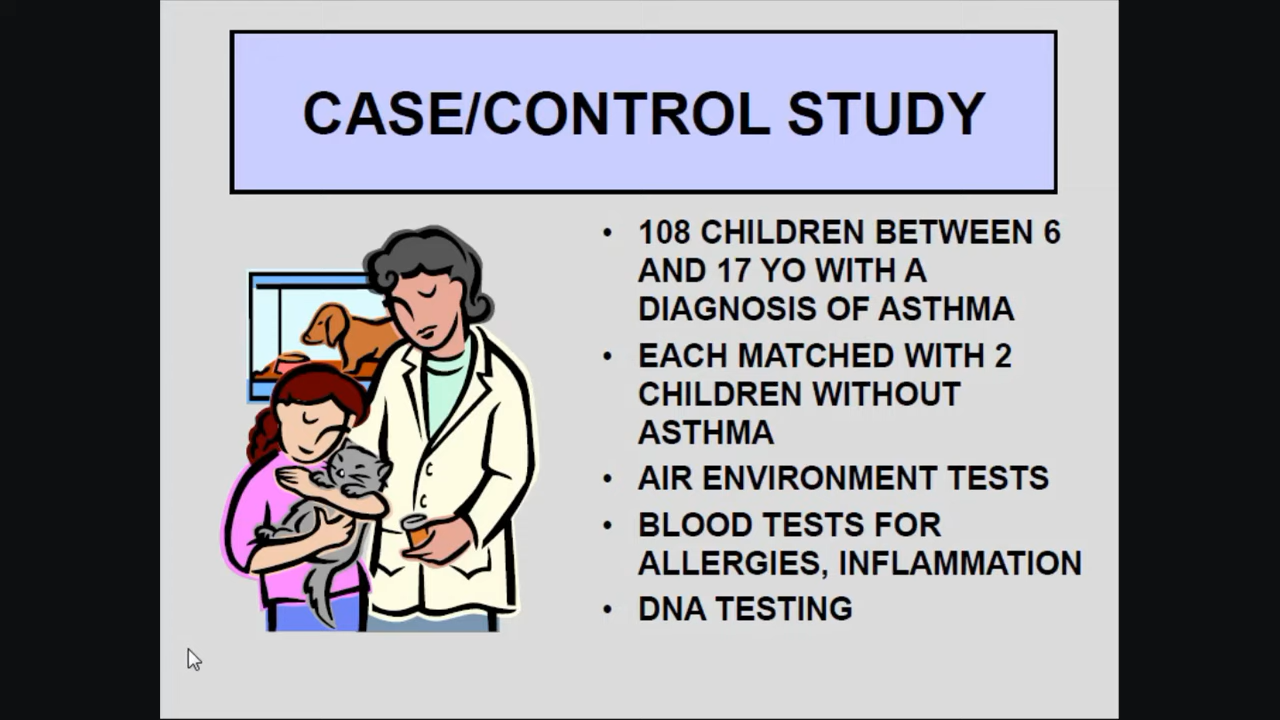 CASE/CONTROL STUDY
• 108 CHILDREN BETWEEN 6
AND 17 YO WITH A
DIAGNOSIS OF ASTHMA
• EACH MATCHED WITH 2
CHILDREN WITHOUT
ASTHMA
• AIR ENVIRONMENT TESTS
• BLOOD TESTS FOR
ALLERGIES, INFLAMMATION
• DNA TESTING